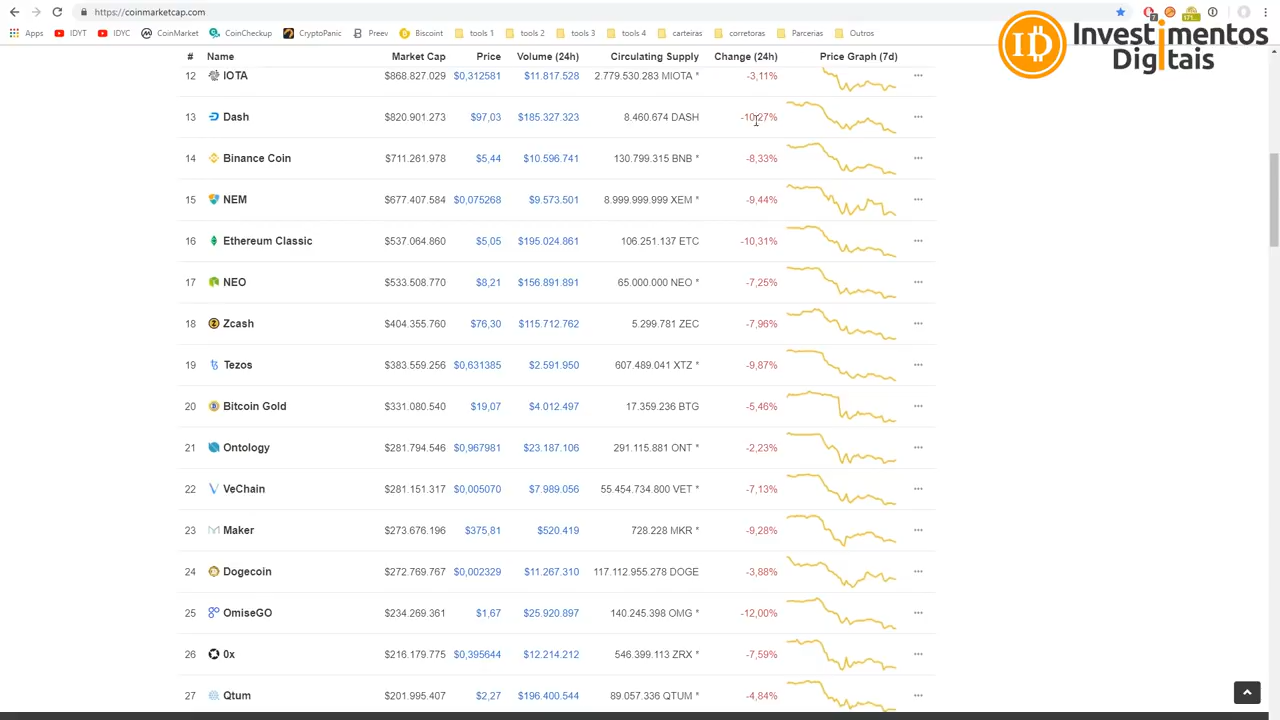 https://coinmarketcap.com
7
171...
Apps IDYT IDYC CoinMarket CoinCheckup CryptoPanic Preev Biscoint tools 1 tools 2 tools 3 tools 4 carteiras corretoras Parcerias Outros
ID Investimentos
Digitais
# Name Market Cap Price Volume (24h) Circulating Supply Change (24h) Price Graph (7d)
12 IOTA $868.827.029 $0,312581 $11.817.528 2.779.530.283 MIOTA * -3,11%
13 Dash $820.901.273 $97,03 $185.327.323 8.460.674 DASH -10,27%
14 Binance Coin $711.261.978 $5,44 $10.596.741 130.799.315 BNB * -8,33%
15 NEM $677.407.584 $0,075268 $9.573.501 8.999.999.999 XEM * -9,44%
16 Ethereum Classic $537.064.860 $5,05 $195.024.861 106.251.137 ETC -10,31%
17 NEO $533.508.770 $8,21 $156.891.891 65.000.000 NEO * -7,25%
18 Zcash $404.355.760 $76,30 $115.712.762 5.299.781 ZEC -7,96%
19 Tezos $383.559.256 $0,631385 $2.591.950 607.489.041 XTZ * -9,87%
20 Bitcoin Gold $331.080.540 $19,07 $4.012.497 17.359.236 BTG -5,46%
21 Ontology $281.794.546 $0,967981 $23.187.106 291.115.881 ONT * -2,23%
22 VeChain $281.151.317 $0,005070 $7.989.056 55.454.734.800 VET * -7,13%
23 Maker $273.676.196 $375,81 $520.419 728.228 MKR * -9,28%
24 Dogecoin $272.769.767 $0,002329 $11.267.310 117.112.955.278 DOGE -3,88%
25 OmiseGO $234.269.361 $1,67 $25.920.897 140.245.398 OMG * -12,00%
26 0x $216.179.775 $0,395644 $12.214.212 546.399.113 ZRX * -7,59%
27 Qtum $201.995.407 $2,27 $196.400.544 89.057.336 QTUM * -4,84%